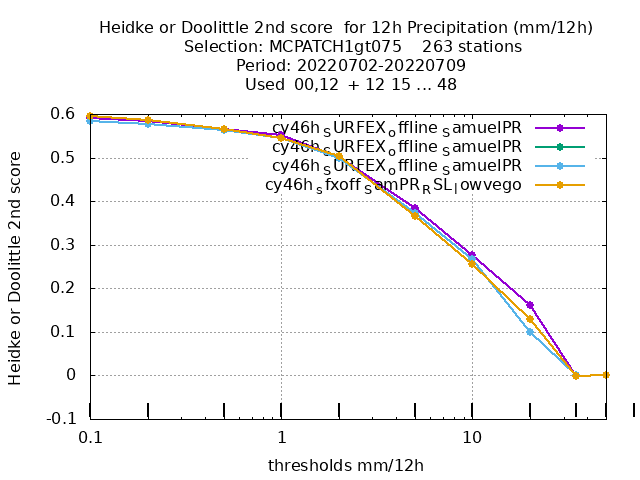 Heidke or Doolittle 2nd score  for 12h Precipitation (mm/12h)
Selection: MCPATCH1gt075    263 stations
Period: 20220702-20220709
Used  00,12  + 12 15 ... 48
cy46h_SURFEX_offline_SamuelPR
cy46h_SURFEX_offline_SamuelPR
cy46h_SURFEX_offline_SamuelPR
cy46h_sfxoff_SamPR_RSL_lowvego
Heidke or Doolittle 2nd score
0.6
0.5
0.4
0.3
0.2
0.1
0
-0.1
0.1 1 10
thresholds mm/12h